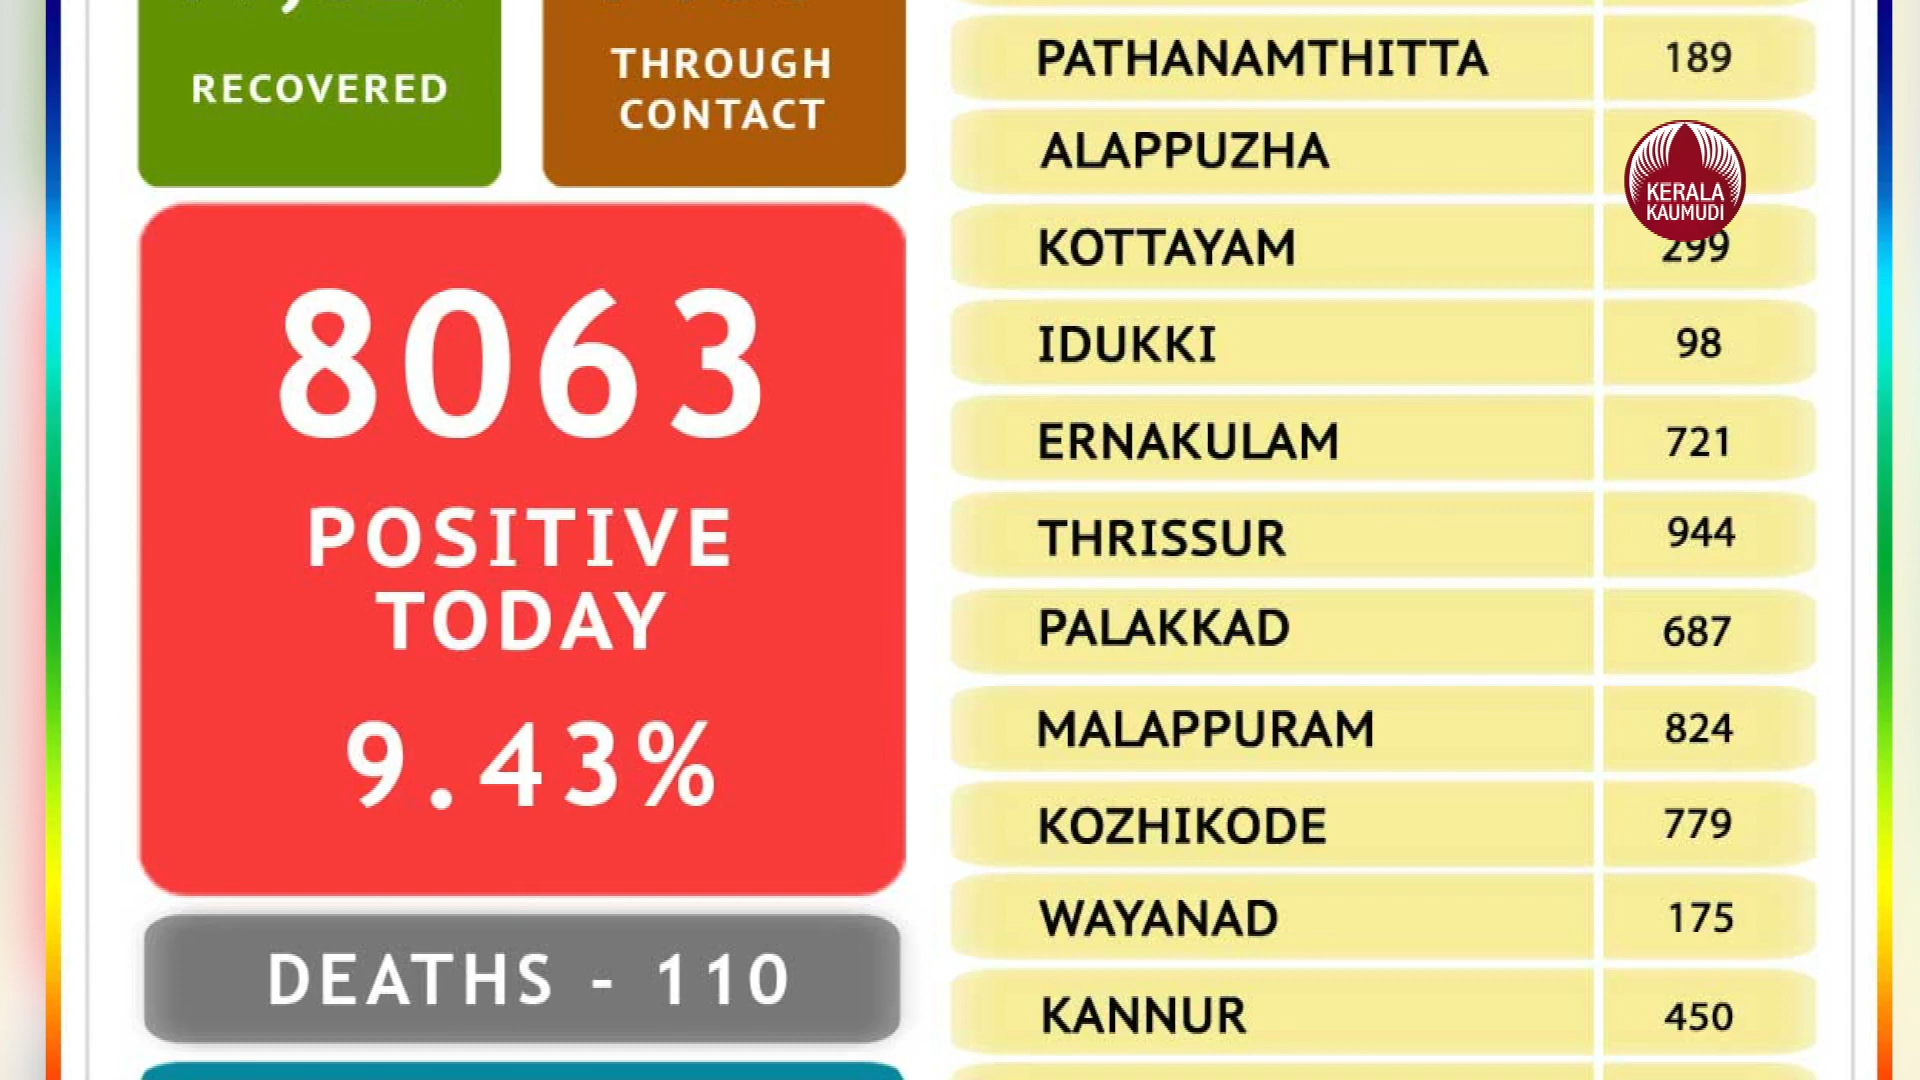 RECOVERED
THROUGH
CONTACT
8063
POSITIVE
TODAY
9.43%
DEATHS - 110
PATHANAMTHITTA 189
ALAPPUZHA
KERALA
KAUMUDI
KOTTAYAM 299
IDUKKI 98
ERNAKULAM 721
THRISSUR 944
PALAKKAD 687
MALAPPURAM 824
KOZHIKODE 779
WAYANAD 175
KANNUR 450